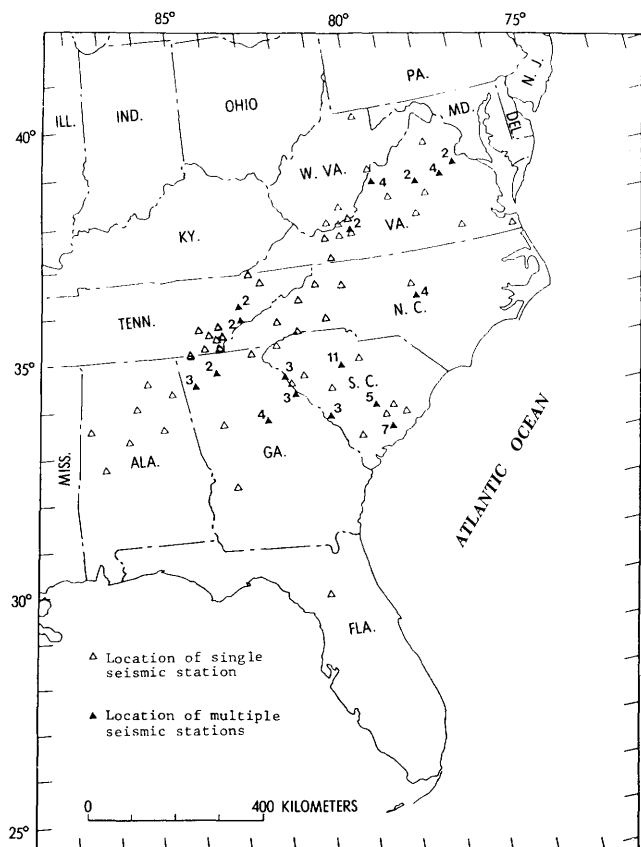 85° 80° 75°
PA.
N. J.
OHIO
MD.
DEL.
ILL.
IND.
40°
2
W. VA.
4 2 2
2
VA.
KY.
2
4
N. C.
TENN.
2
35°
11
2
3
S. C.
3
3
5
3
4
7
MISS.
ALA.
GA.
ATLANTIC OCEAN
30°
FLA.
Location of single
seismic station
Location of multiple
seismic stations
0 400 KILOMETERS
25°